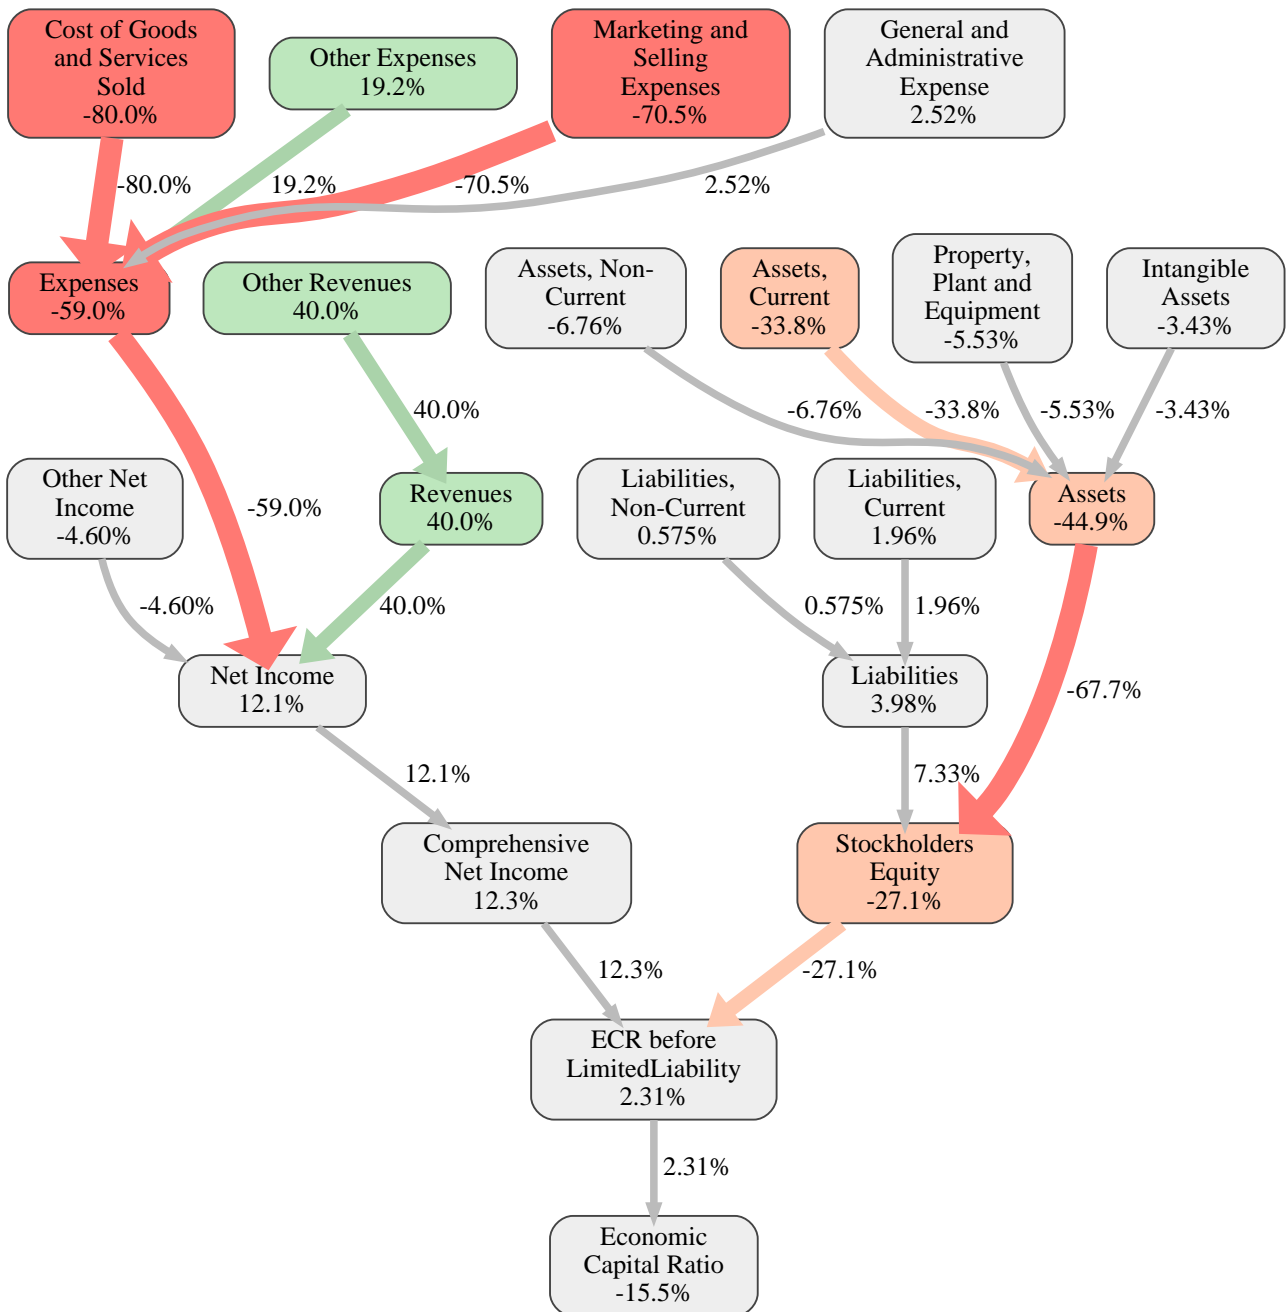 Cost of Goods
and Services
Sold
-80.0%
Other Expenses
19.2%
Marketing and
Selling
Expenses
-70.5%
General and
Administrative
Expense
2.52%
-80.0%
19.2%
-70.5%
2.52%
Expenses
-59.0%
Other Revenues
40.0%
Assets, Non-
Current
-6.76%
Assets,
Current
-33.8%
Property,
Plant and
Equipment
-5.53%
Intangible
Assets
-3.43%
40.0%
-6.76%
-33.8%
-5.53%
-3.43%
Other Net
Income
-4.60%
-59.0%
Revenues
40.0%
Liabilities,
Non-Current
0.575%
Liabilities,
Current
1.96%
Assets
-44.9%
-4.60%
40.0%
0.575%
1.96%
Net Income
12.1%
Liabilities
3.98%
-67.7%
12.1%
7.33%
Comprehensive
Net Income
12.3%
Stockholders
Equity
-27.1%
12.3%
-27.1%
ECR before
LimitedLiability
2.31%
2.31%
Economic
Capital Ratio
-15.5%